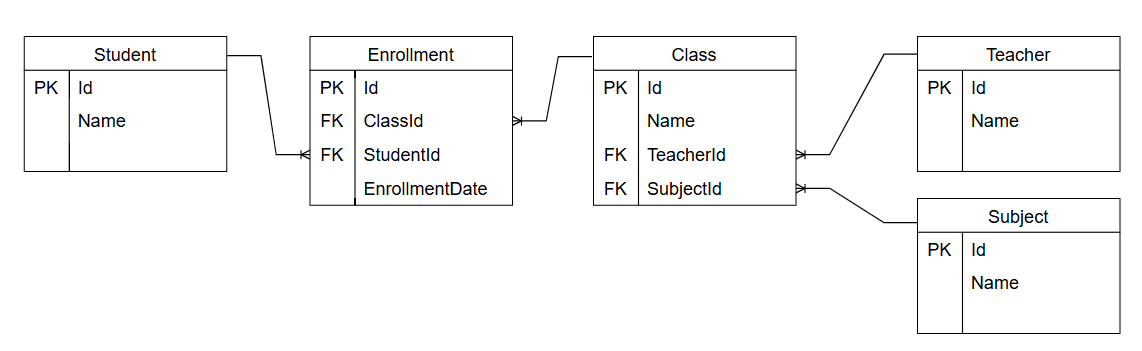 Student
PK Id
Name
Enrollment
PK Id
FK ClassId
FK StudentId
EnrollmentDate
Class
PK Id
Name
FK TeacherId
FK SubjectId
Teacher
PK Id
Name
Subject
PK Id
Name